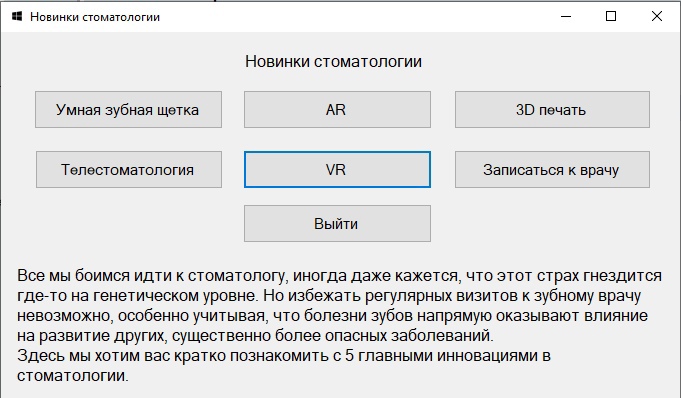 Новинки стоматологии
Новинки стоматологии
Умная зубная щетка
AR
3D печать
Телестоматология
VR
Записаться к врачу
Выйти
Все мы боимся идти к стоматологу, иногда даже кажется, что этот страх гнездится
где-то на генетическом уровне. Но избежать регулярных визитов к зубному врачу
невозможно, особенно учитывая, что болезни зубов напрямую оказывают влияние
на развитие других, существенно более опасных заболеваний.
Здесь мы хотим вас кратко познакомить с 5 главными инновациями в
стоматологии.